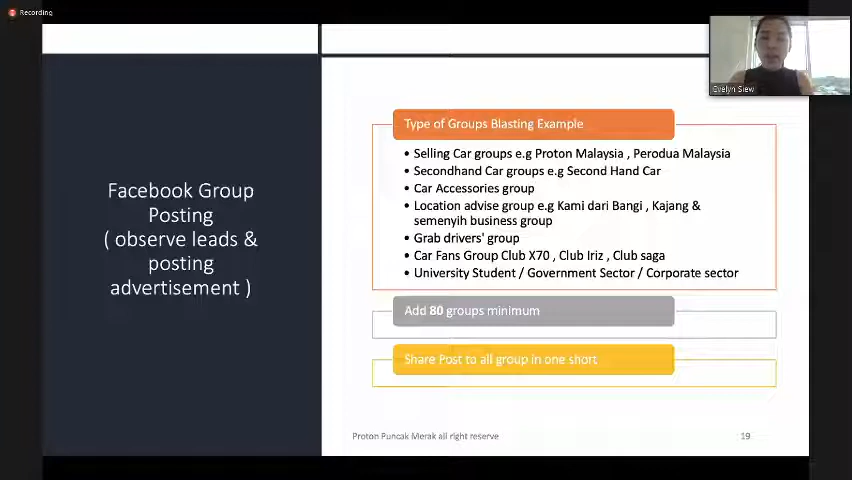 Recording
Evelyn Siew
Facebook Group
Posting
( observe leads &
posting
advertisement )
Type of Groups Blasting Example
• Selling Car groups e.g Proton Malaysia , Perodua Malaysia
• Secondhand Car groups e.g Second Hand Car
• Car Accessories group
• Location advise group e.g Kami dari Bangi , Kajang &
semenyih business group
• Grab drivers' group
• Car Fans Group Club X70 , Club Iriz , Club saga
• University Student / Government Sector / Corporate sector
Add 80 groups minimum
Share Post to all group in one short
Proton Puncak Merak all right reserve
19